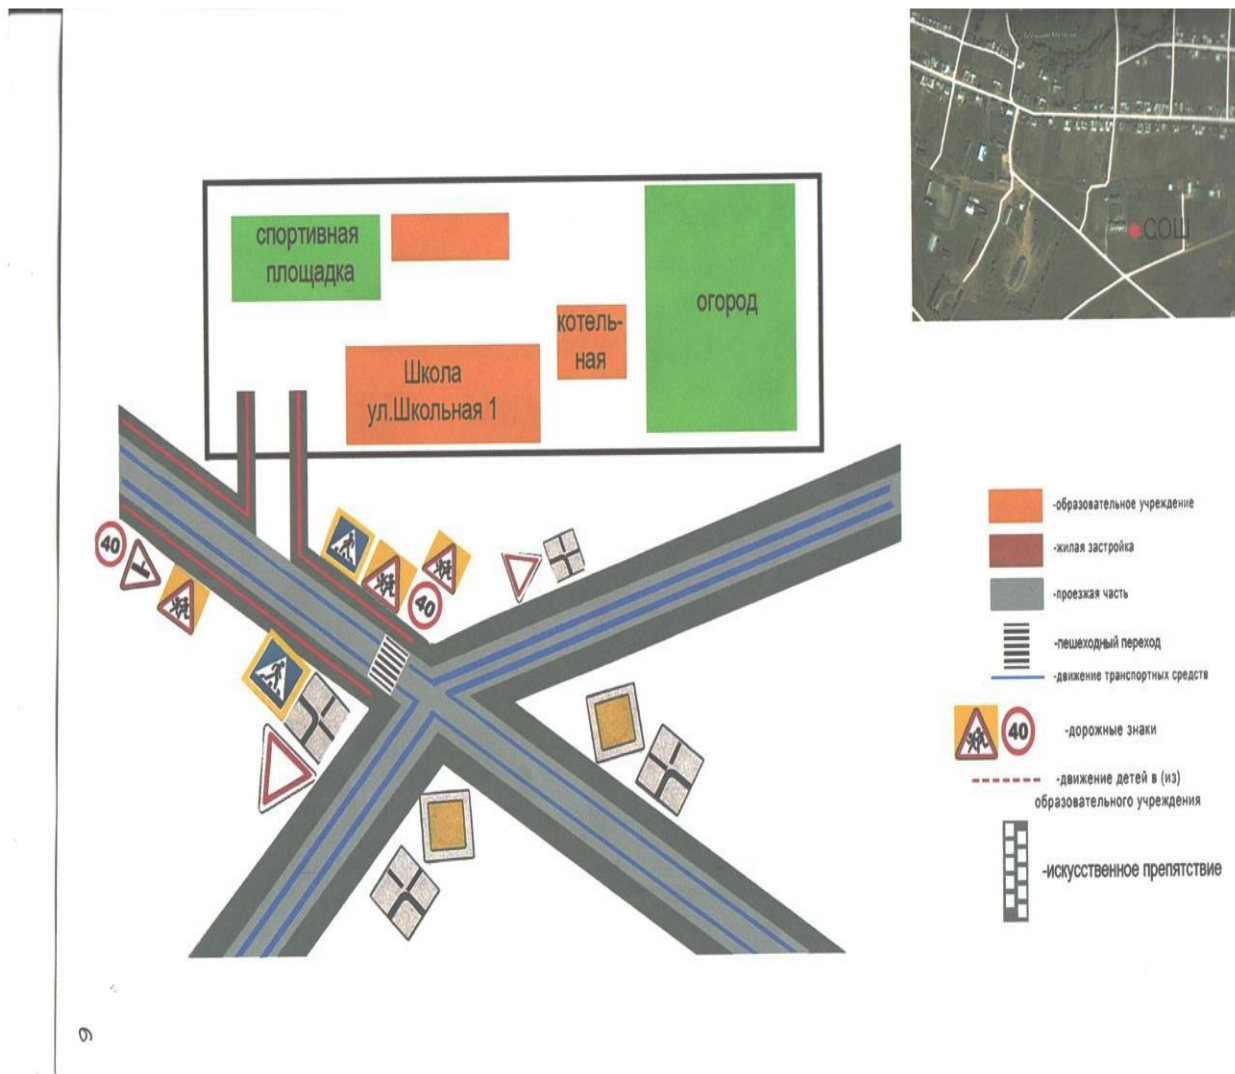 спортивная
площадка
огород
котель-
ная
Школа
ул.Школьная 1
СОШ
40
40
-образовательное учреждение
-жилая застройка
-проезжая часть
-пешеходный переход
-движение транспортных средств
40
-дорожные знаки
-движение детей в (из)
образовательного учреждения
-искусственное препятствие
6